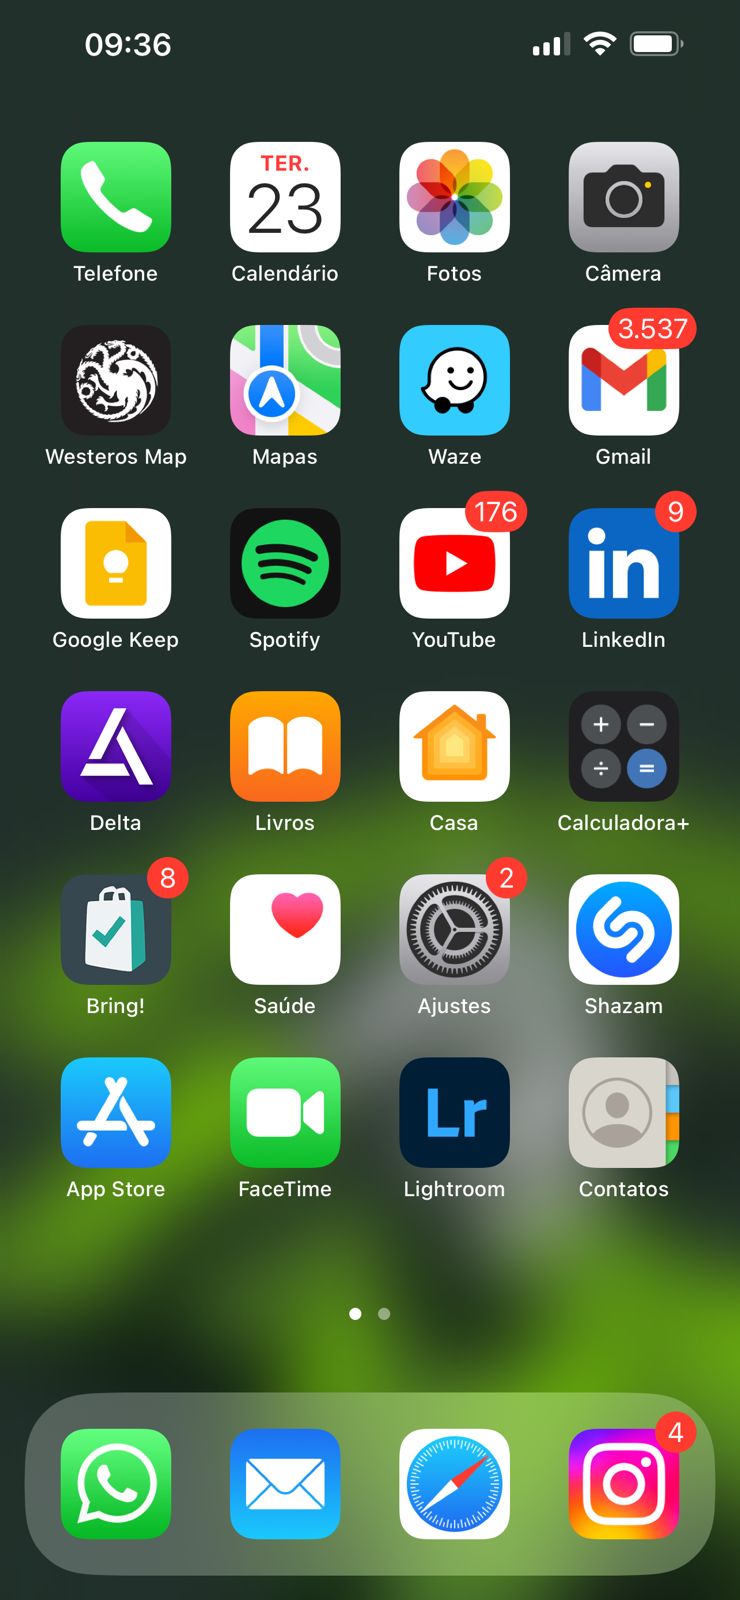 09:36
TER.
23
Telefone Calendário Fotos Câmera
3.537
Westeros Map Mapas Waze Gmail
176 9
in
Google Keep Spotify YouTube LinkedIn
+ −
÷ =
Delta Livros Casa Calculadora+
8 2
Bring! Saúde Ajustes Shazam
Lr
App Store FaceTime Lightroom Contatos
4